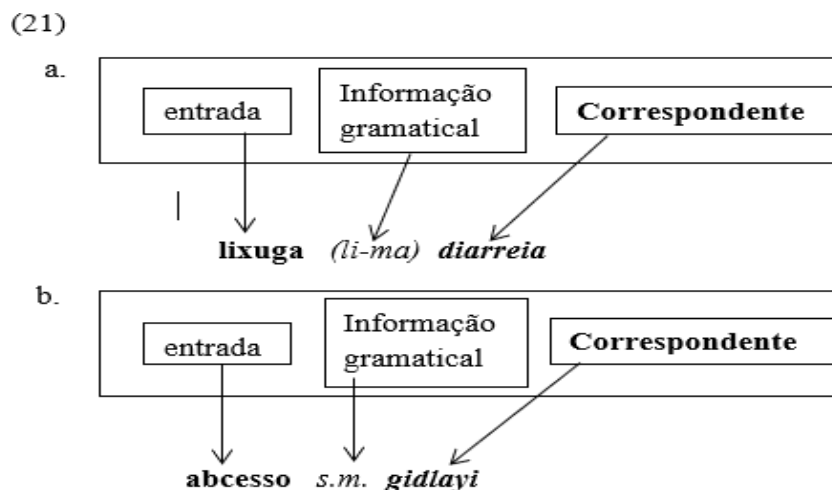 (21)
a.
entrada
Informação
gramatical
Correspondente
lixuga (li-ma) diarreia
b.
entrada
Informação
gramatical
Correspondente
abcesso s.m. gidlayi